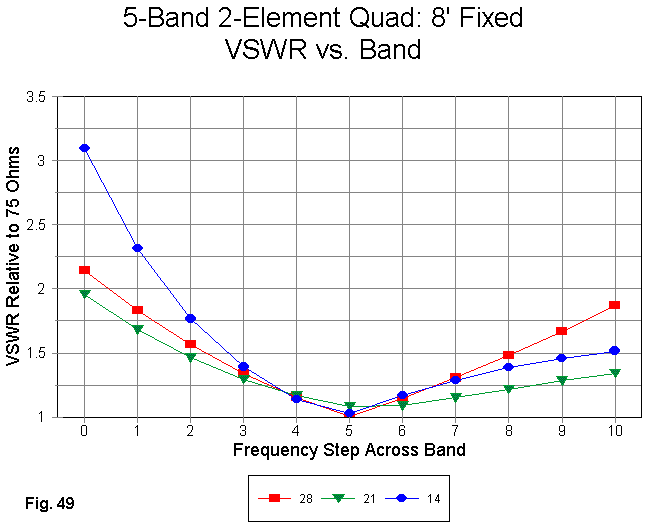 5-Band 2-Element Quad: 8' Fixed
VSWR vs. Band
VSWR Relative to 75 Ohms
3.5
3
2.5
2
1.5
1
0 1 2 3 4 5 6 7 8 9 10
Frequency Step Across Band
Fig. 49
28 21 14